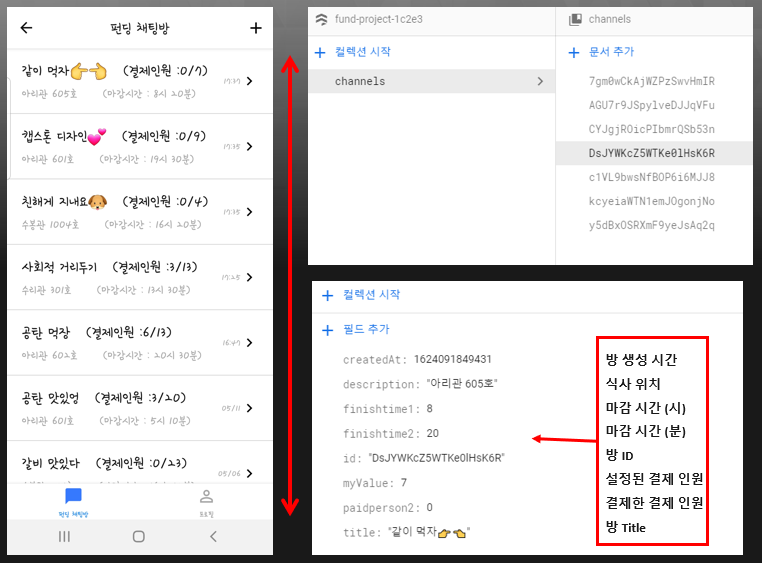 펀딩 채팅방
같이 먹자👉👈 (결제인원 :0/7)
아리관 605호 (마감시간 : 8시 20분)
17:37
캡스톤 디자인💕 (결제인원 :0/9)
아리관 601호 (마감시간 : 19시 30분)
17:35
친해게 지내요🐶 (결제인원 :0/4)
수봉관 1004호 (마감시간 : 16시 20분)
17:35
사회적 거리두기 (결제인원 :3/13)
수리관 301호 (마감시간 : 13시 30분)
17:25
공탄 먹장 (결제인원 :6/13)
아리관 602호 (마감시간 : 20시 30분)
16:47
공탄 맛있엉 (결제인원 :3/20)
아리관 601호 (마감시간 : 5시 10분)
05/11
갈비 맛있다 (결제인원 :0/23)
05/06
펀딩 채팅방
프로필
fund-project-1c2e3
컬렉션 시작
channels
channels
문서 추가
7gm0wCkAjWZPzSwvHmIR
AGU7r9JSpylveDJJqVFu
CYJgjROicPIbmrQSb53n
DsJYWKcZ5WTKe0lHsK6R
c1VL9bwsNfBOP6i6MJJ8
kcyeiaWTN1emJOgonjNo
y5dBxOSRXmF9yeJsAq2q
컬렉션 시작
필드 추가
createdAt: 1624091849431
description: "아리관 605호"
finishtime1: 8
finishtime2: 20
id: "DsJYWKcZ5WTKe0lHsK6R"
myValue: 7
paidperson2: 0
title: "같이 먹자👉👈"
방 생성 시간
식사 위치
마감 시간 (시)
마감 시간 (분)
방 ID
설정된 결제 인원
결제한 결제 인원
방 Title